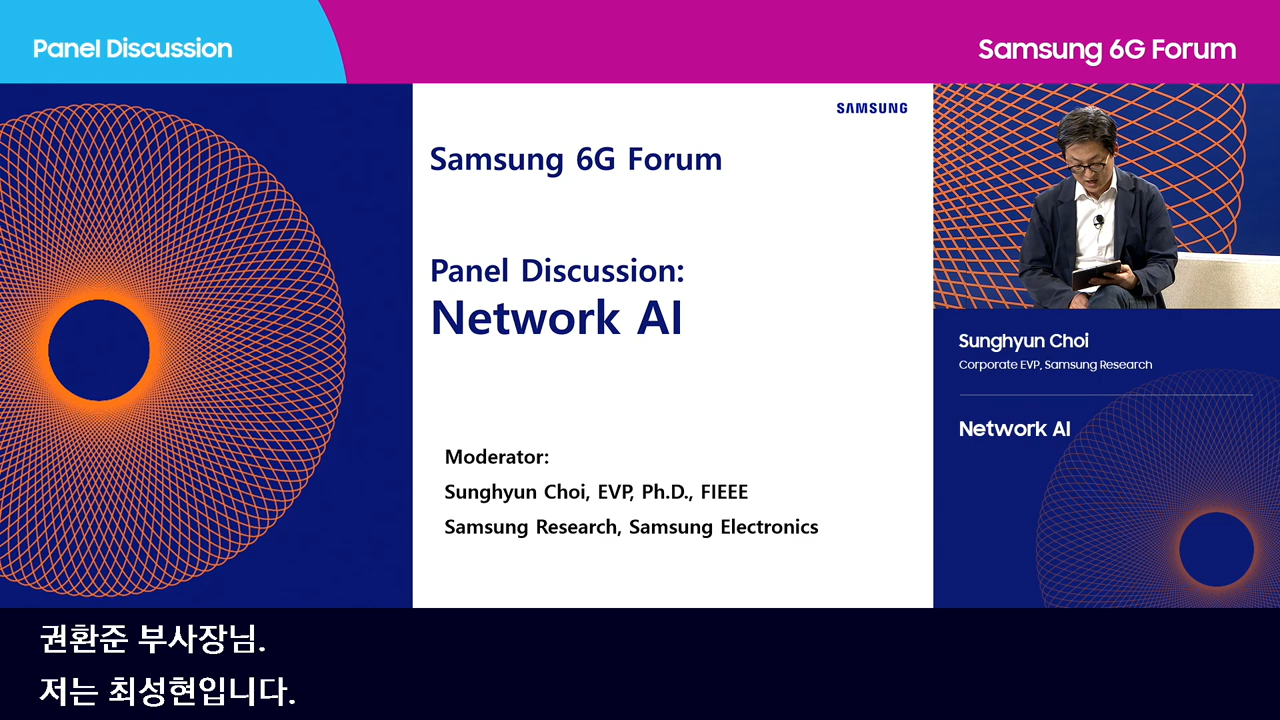 Panel Discussion
Samsung 6G Forum
SAMSUNG
Samsung 6G Forum
Panel Discussion:
Network AI
Moderator:
Sunghyun Choi, EVP, Ph.D., FIEEE
Samsung Research, Samsung Electronics
Sunghyun Choi
Corporate EVP, Samsung Research
Network AI
권환준 부사장님.
저는 최성현입니다.